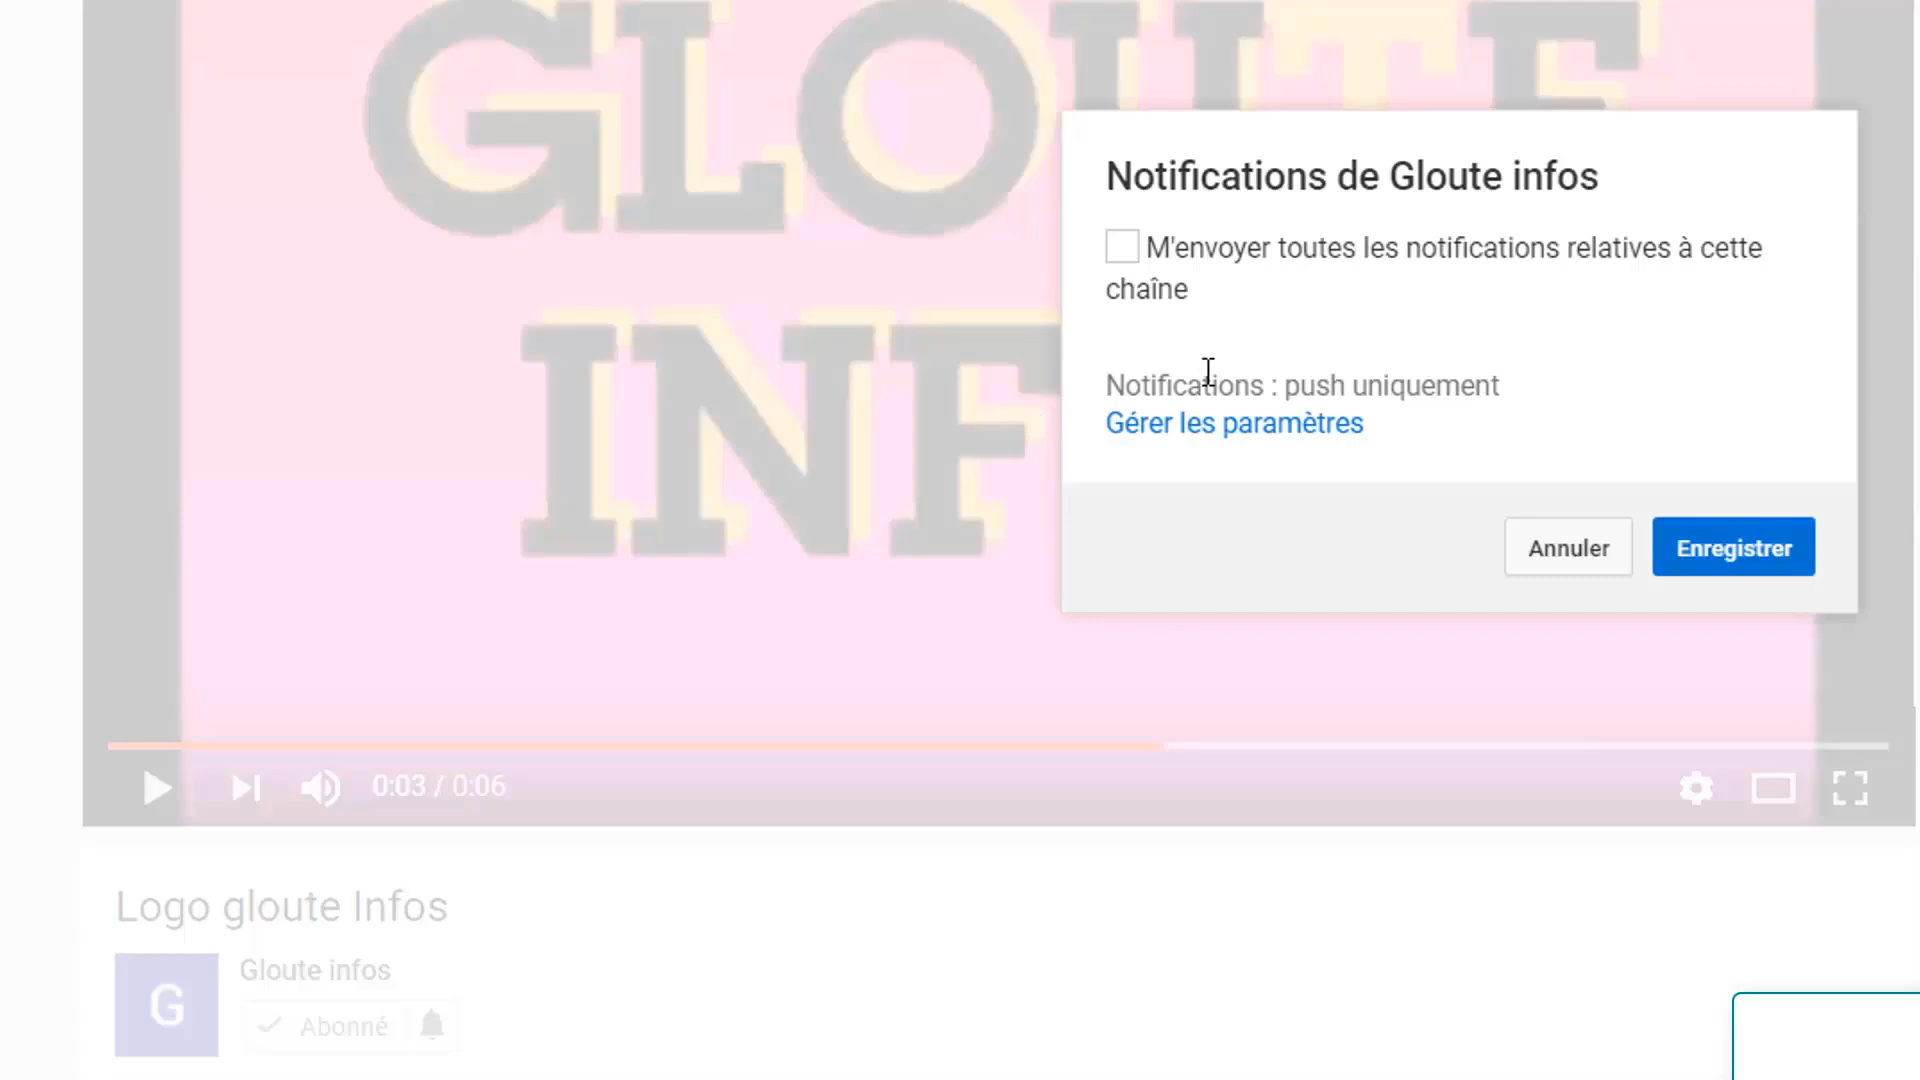 GLOUTE
INF
Notifications de Gloute infos
M'envoyer toutes les notifications relatives à cette
chaîne
Notifications : push uniquement
Gérer les paramètres
Annuler
Enregistrer
0:03 / 0:06
Logo gloute Infos
G
Gloute infos
Abonné